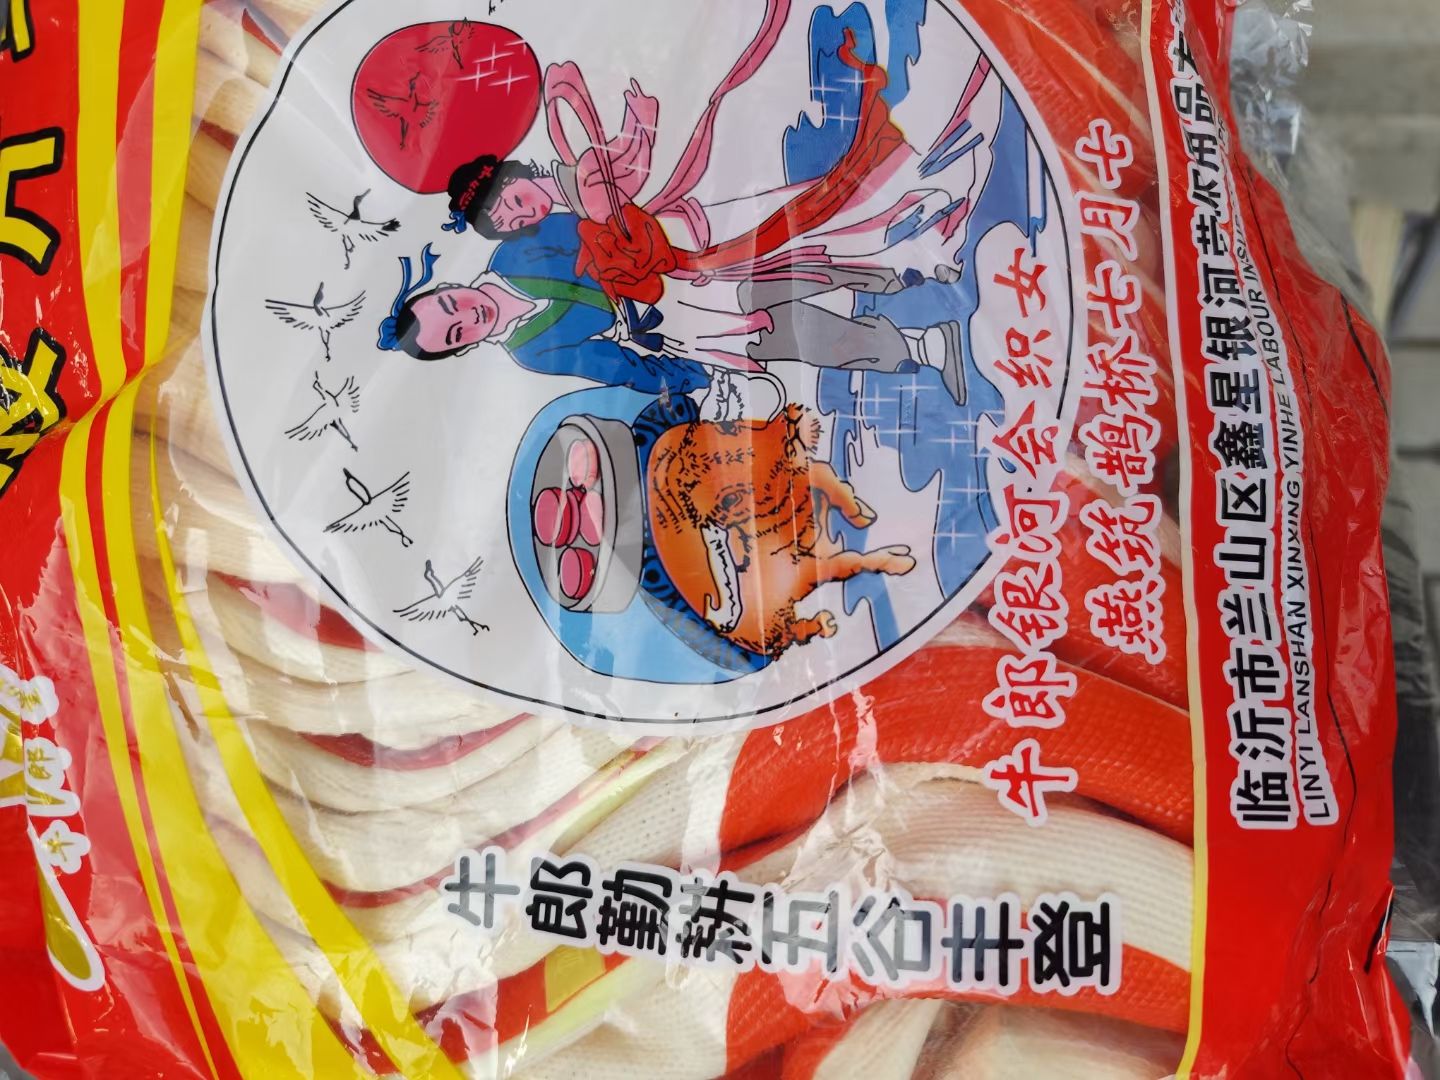 牛郎
牛郎勤耕五谷丰登
牛郎银河会织女
燕筑鹊桥七月七
临沂市兰山区鑫星银河劳保用品
LINYI LANSHAN XINXING YINHE LABOUR INSU